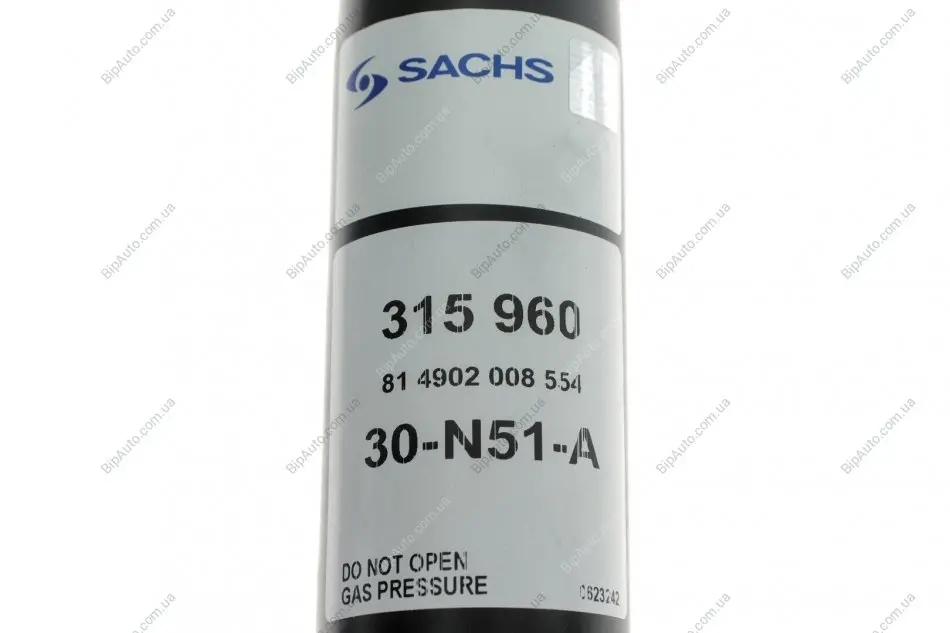 SACHS
315 960
81 4902 008 554
30-N51-A
DO NOT OPEN
GAS PRESSURE
C623242
BipAuto.com.ua